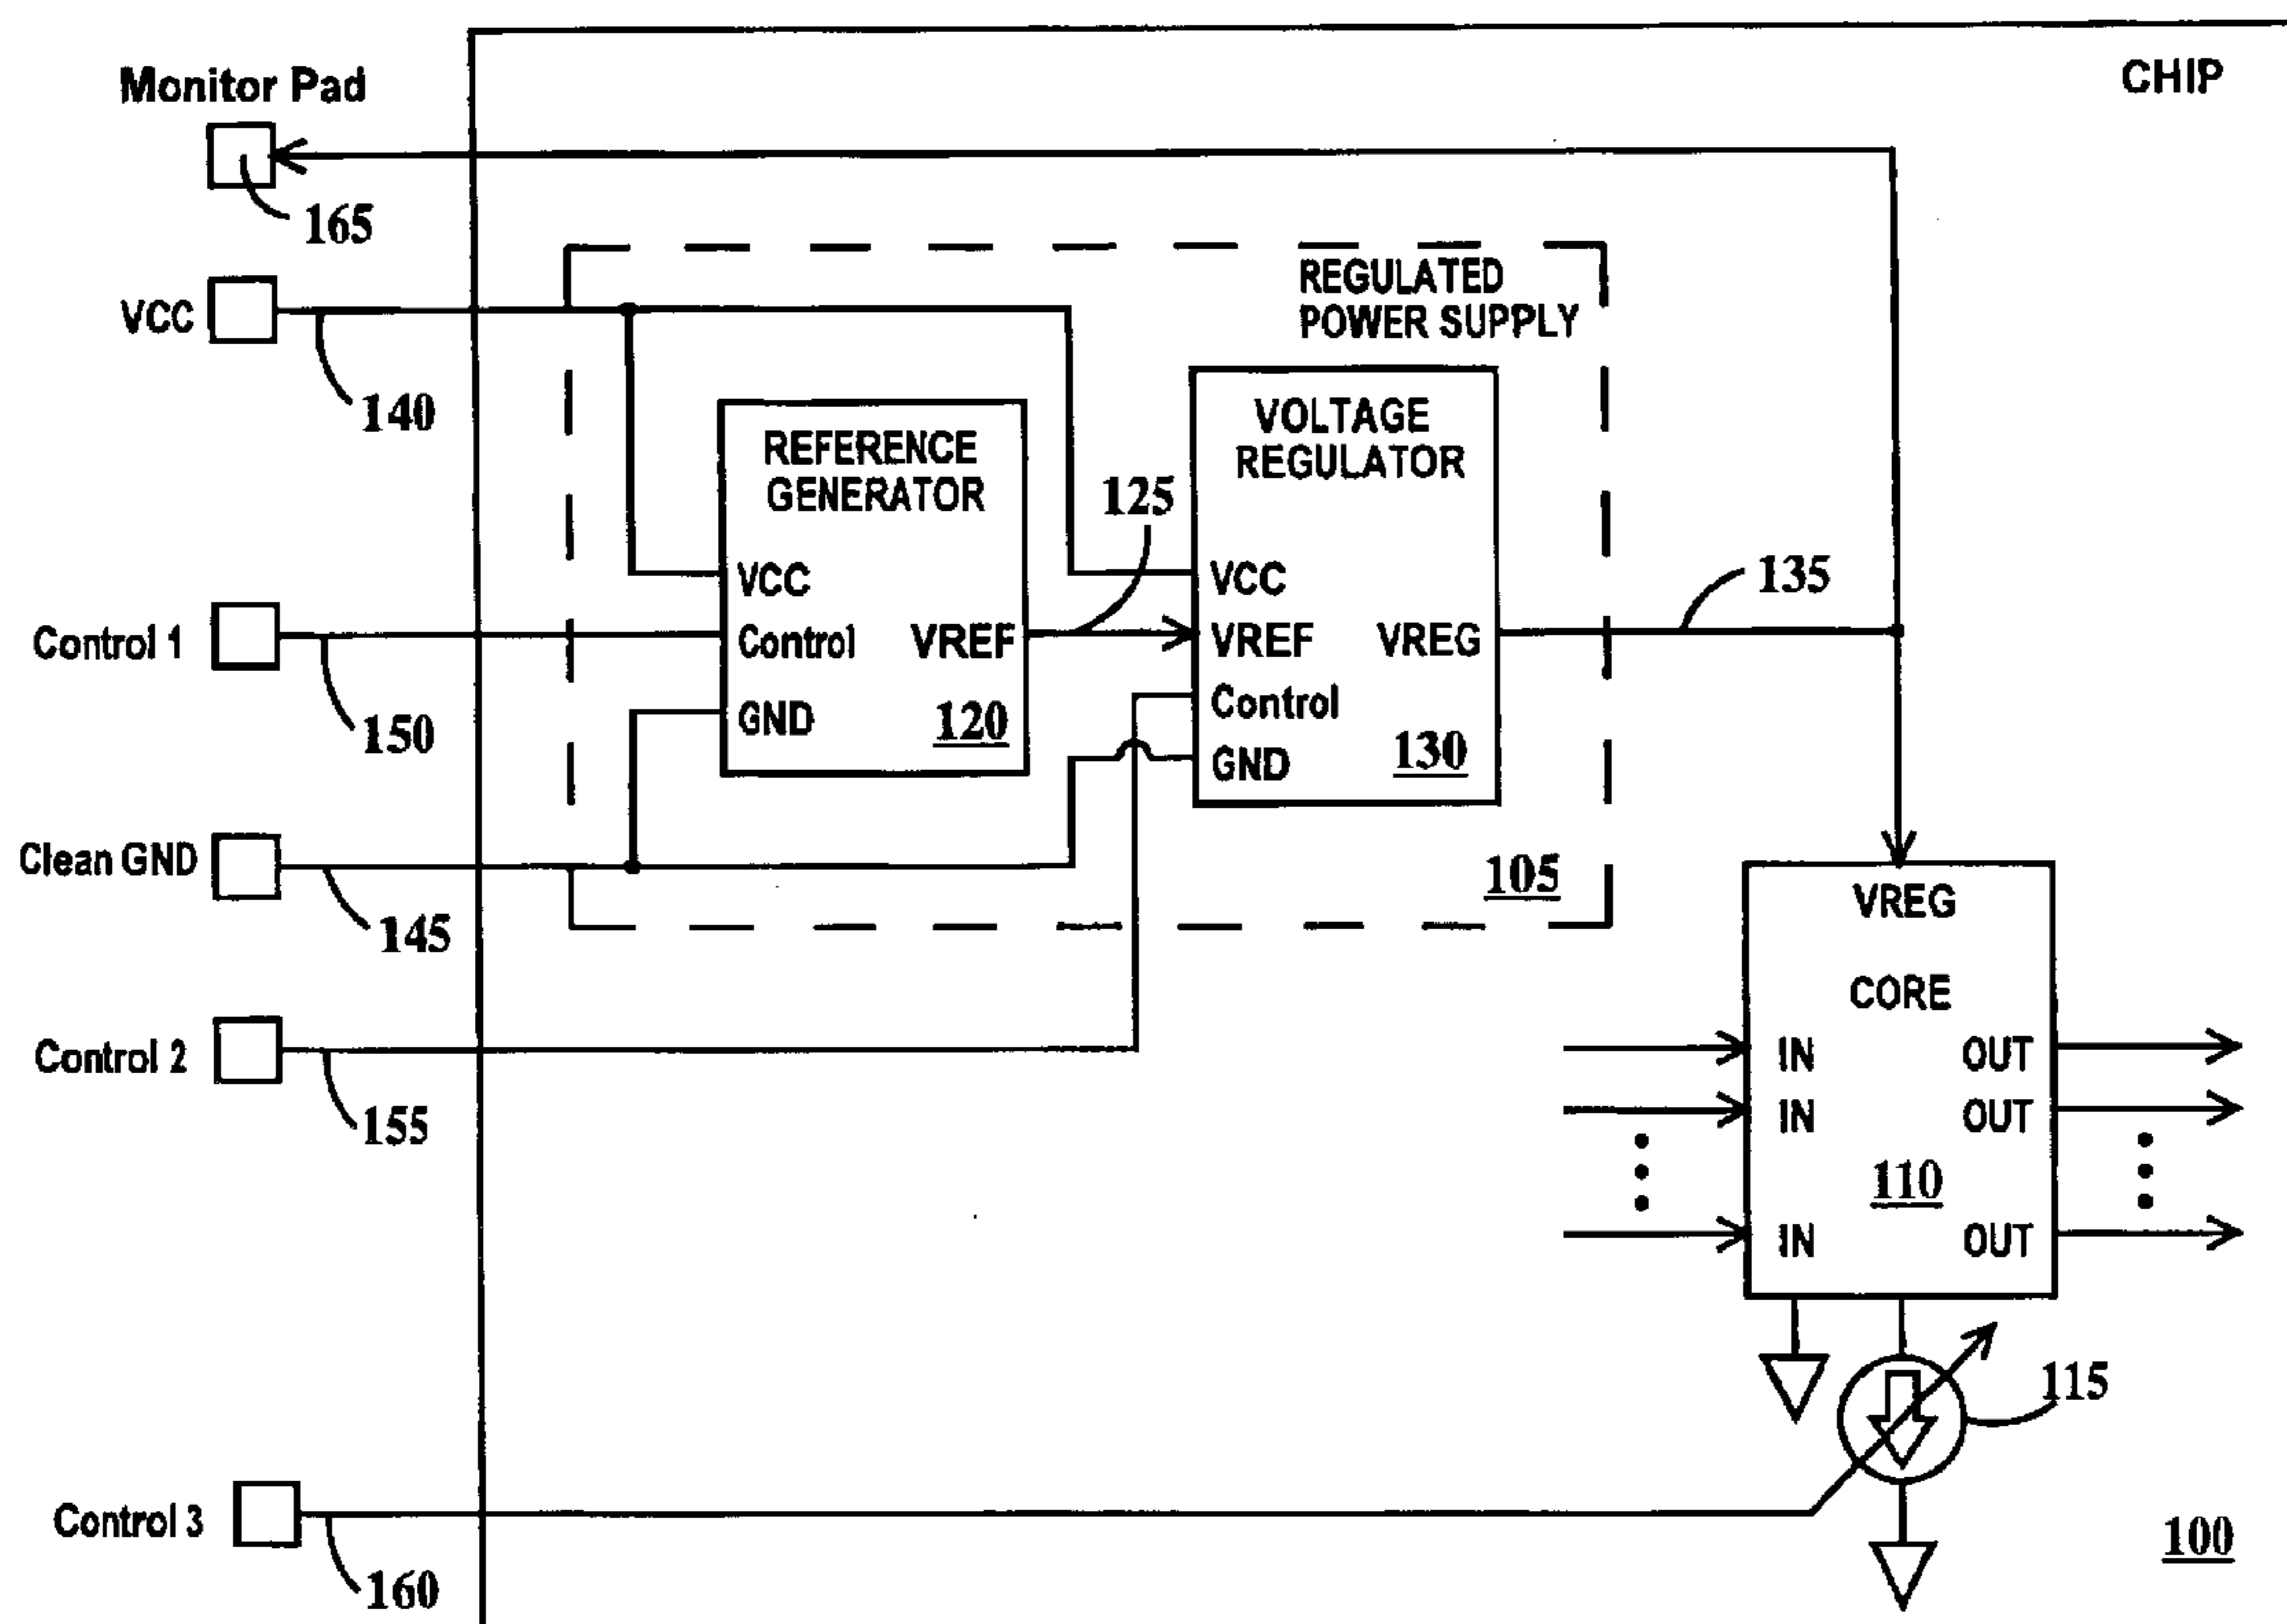 CHIP
Monitor Pad
165
REGULATED
POWER SUPPLY
VCC
140
VOLTAGE
REGULATOR
REFERENCE
GENERATOR
125
VCC
VCC
135
Control 1
Control
VREF
VREF
VREG
150
GND
120
Control
130
GND
Clean GND
145
105
VREG
CORE
Control 2
155
IN
OUT
IN
OUT
110
IN
OUT
115
Control 3
160
100